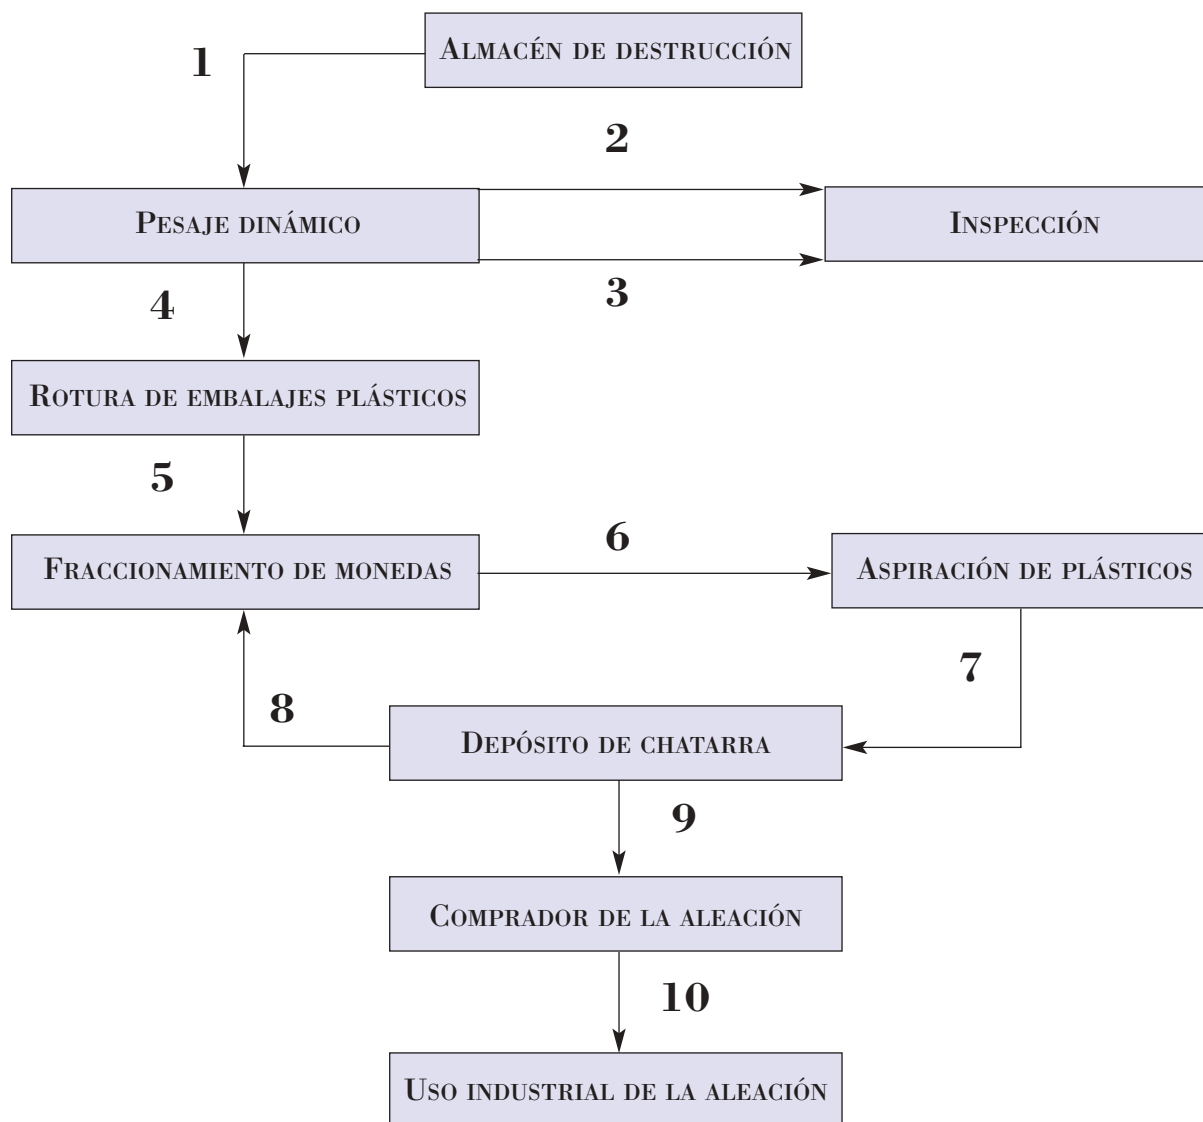 1
ALMACÉN DE DESTRUCCIÓN
2
PESAJE DINÁMICO
INSPECCIÓN
3
4
ROTURA DE EMBALAJES PLÁSTICOS
5
6
FRACCIONAMIENTO DE MONEDAS
ASPIRACIÓN DE PLÁSTICOS
7
8
DEPÓSITO DE CHATARRA
9
COMPRADOR DE LA ALEACIÓN
10
USO INDUSTRIAL DE LA ALEACIÓN